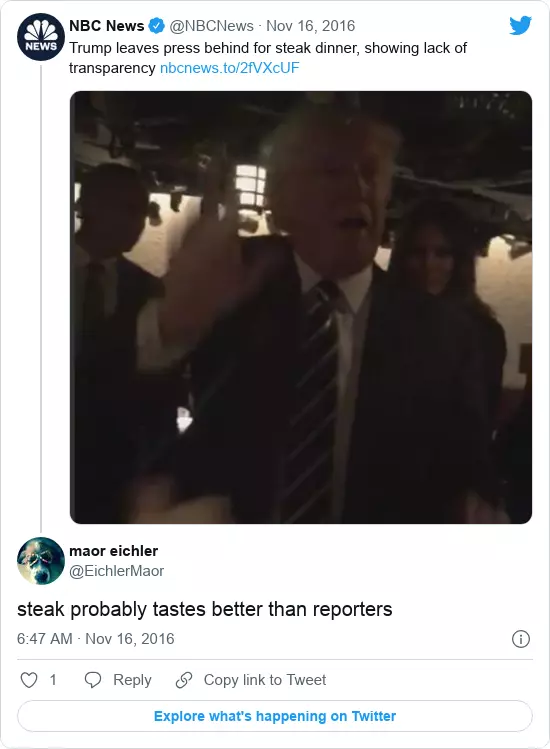 NBC News @NBCNews · Nov 16, 2016
Trump leaves press behind for steak dinner, showing lack of
transparency nbcnews.to/2fVXcUF
NEWS
maor eichler
@EichlerMaor
steak probably tastes better than reporters
6:47 AM · Nov 16, 2016
1 Reply Copy link to Tweet
Explore what's happening on Twitter